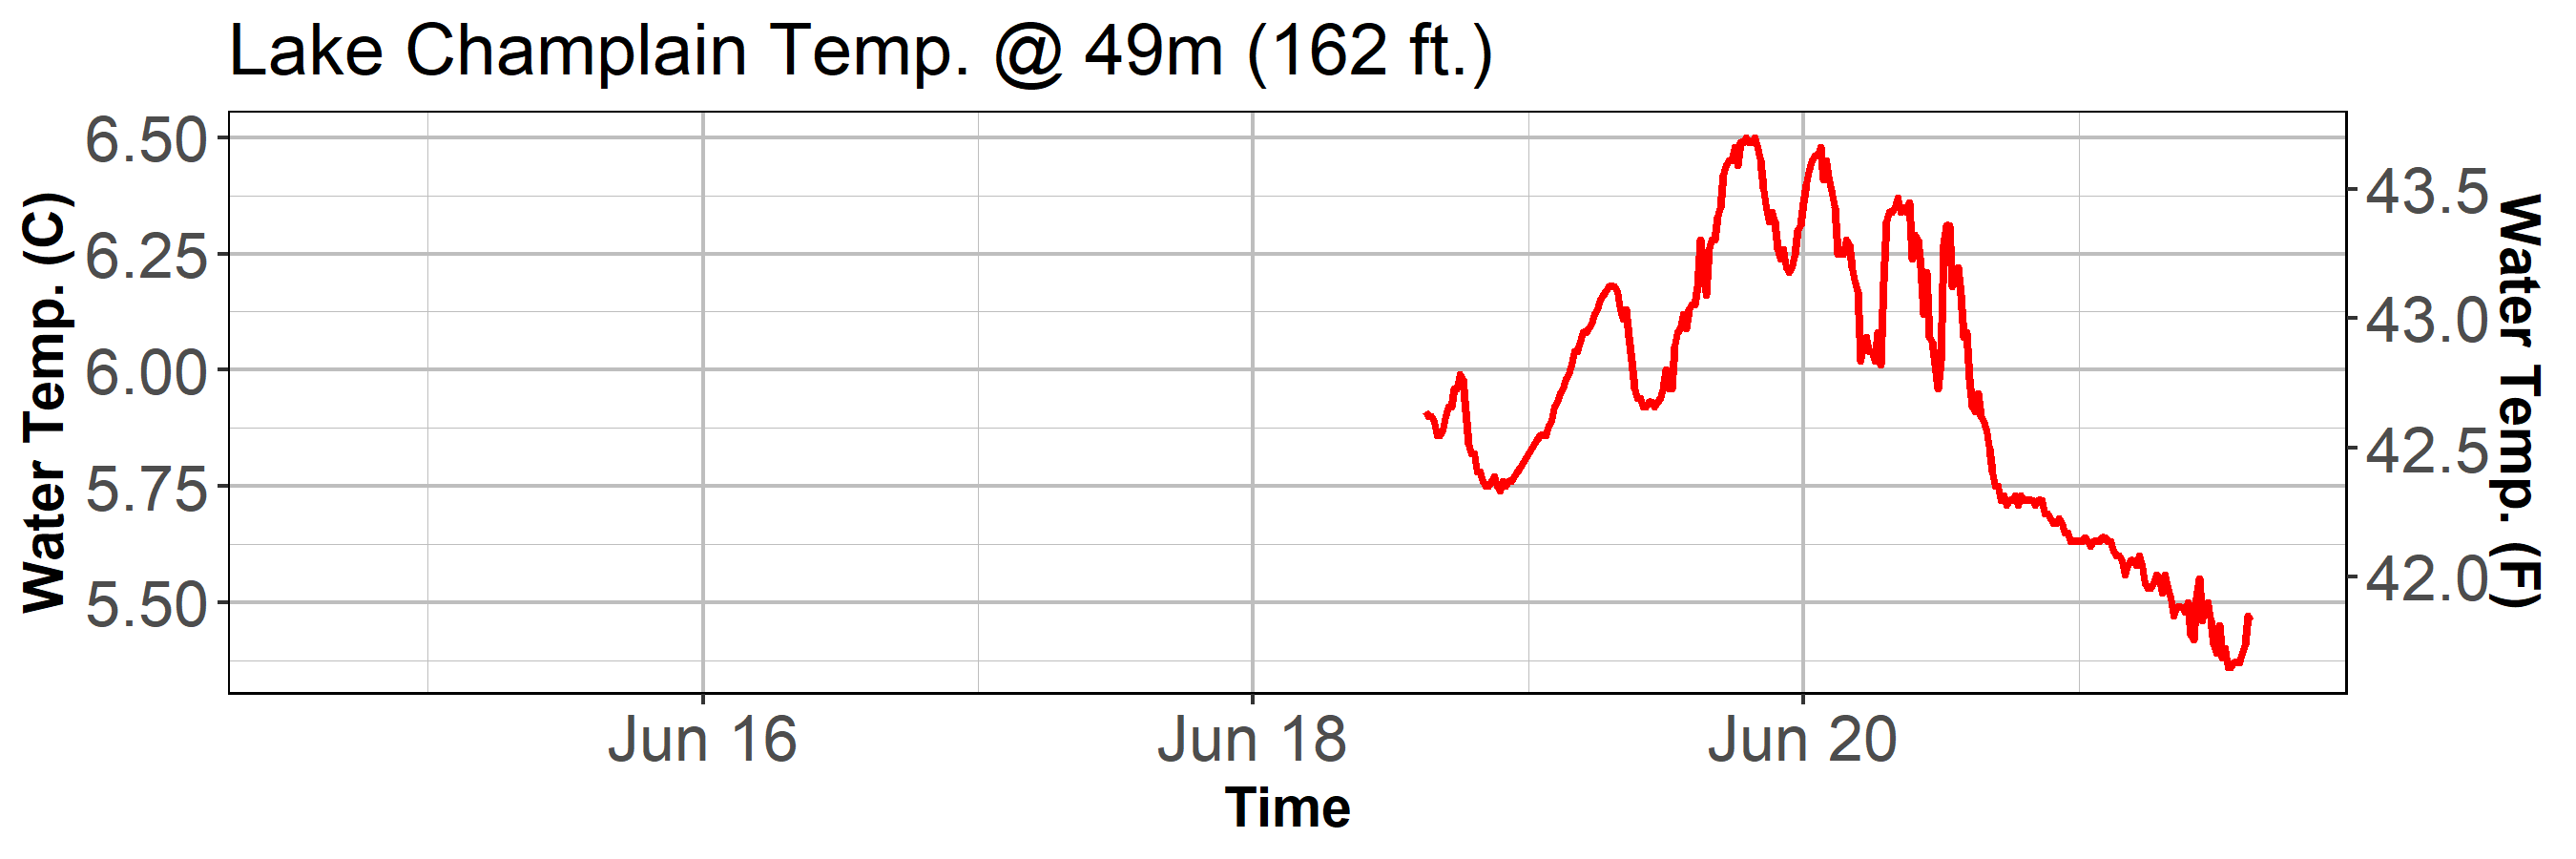 Lake Champlain Temp. @ 49m (162 ft.)
Water Temp. (C)
6.50
6.25
6.00
5.75
5.50
43.5
43.0
42.5
42.0
Water Temp. (F)
Jun 16
Jun 18
Jun 20
Time